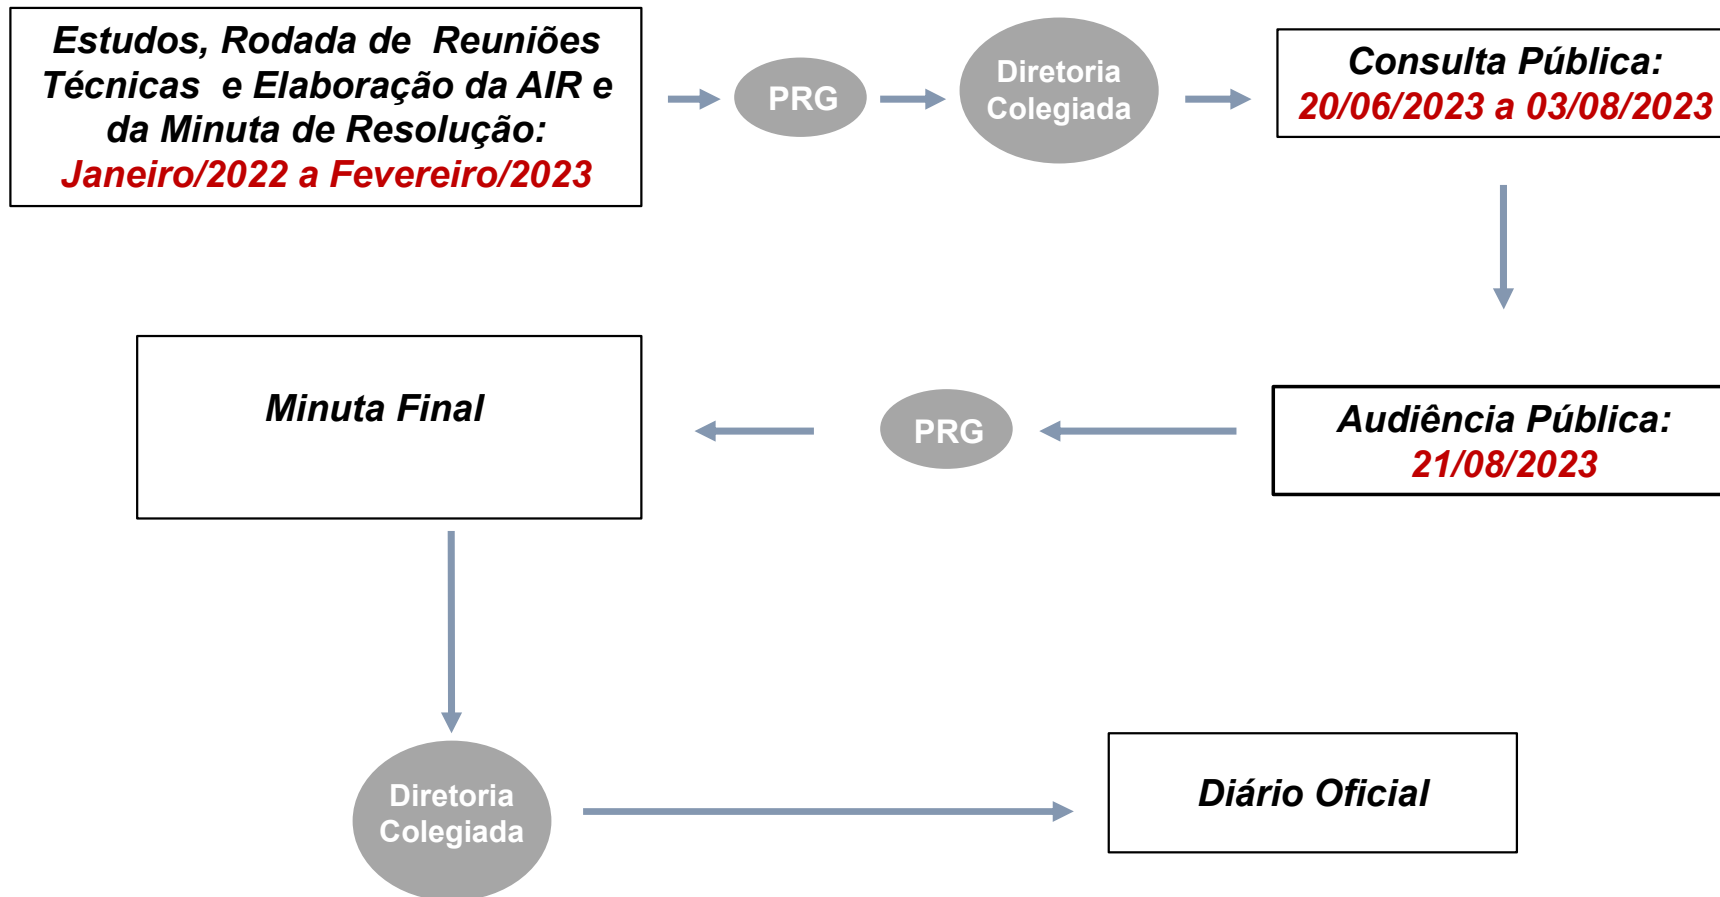 Estudos, Rodada de Reuniões
Técnicas e Elaboração da AIR e
da Minuta de Resolução:
Janeiro/2022 a Fevereiro/2023
PRG
Diretoria
Colegiada
Consulta Pública:
20/06/2023 a 03/08/2023
Minuta Final
PRG
Audiência Pública:
21/08/2023
Diretoria
Colegiada
Diário Oficial